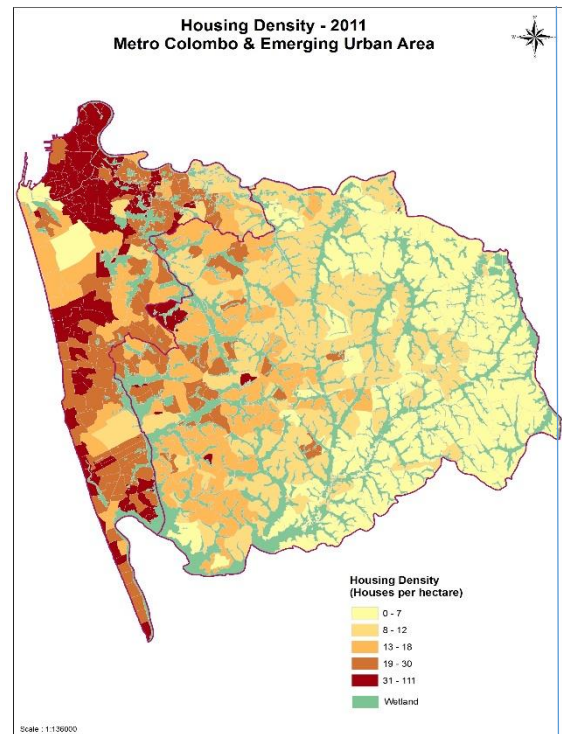 Housing Density - 2011
Metro Colombo & Emerging Urban Area
N
W
E
S
Housing Density
(Houses per hectare)
0 - 7
8 - 12
13 - 18
19 - 30
31 - 111
Wetland
Scale : 1:136000